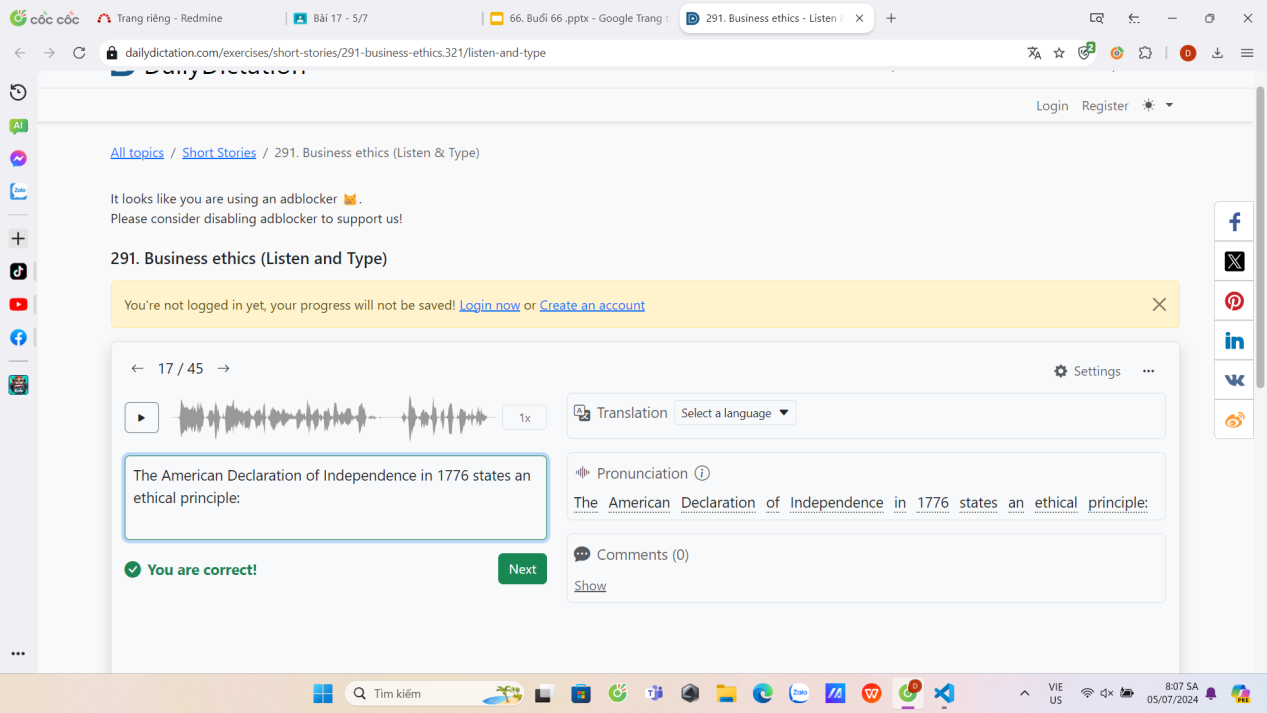 cốc cốc
Trang riêng - Redmine
Bài 17 - 5/7
66. Buổi 66 .pptx - Google Trang t
291. Business ethics - Listen &
dailydictation.com/exercises/short-stories/291-business-ethics.321/listen-and-type
2
D
DailyDictation
Login Register
AI
Zalo
All topics / Short Stories / 291. Business ethics (Listen & Type)
It looks like you are using an adblocker 😿.
Please consider disabling adblocker to support us!
291. Business ethics (Listen and Type)
You're not logged in yet, your progress will not be saved! Login now or Create an account
17 / 45
Settings
1x
Translation Select a language
The American Declaration of Independence in 1776 states an
ethical principle:
Pronunciation
The American Declaration of Independence in 1776 states an ethical principle:
You are correct!
Next
Comments (0)
Show
Tìm kiếm
Zalo
D
VIE
US
8:07 SA
05/07/2024
PRE